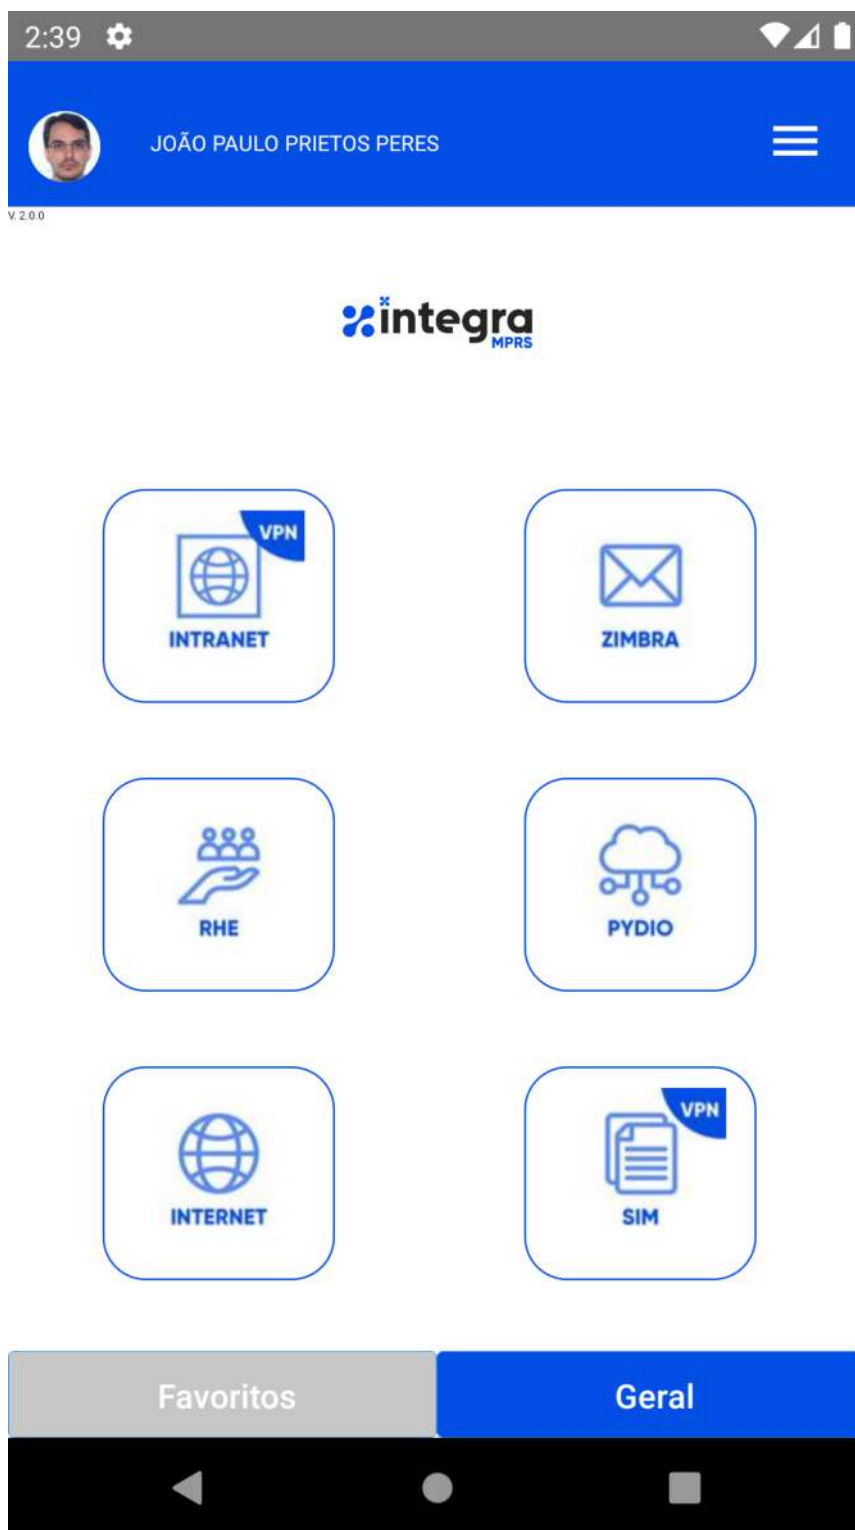 2:39
JOÃO PAULO PRIETOS PERES
V. 2.0.0
integra
MPRS
VPN
INTRANET
ZIMBRA
RHE
PYDIO
INTERNET
VPN
SIM
Favoritos
Geral